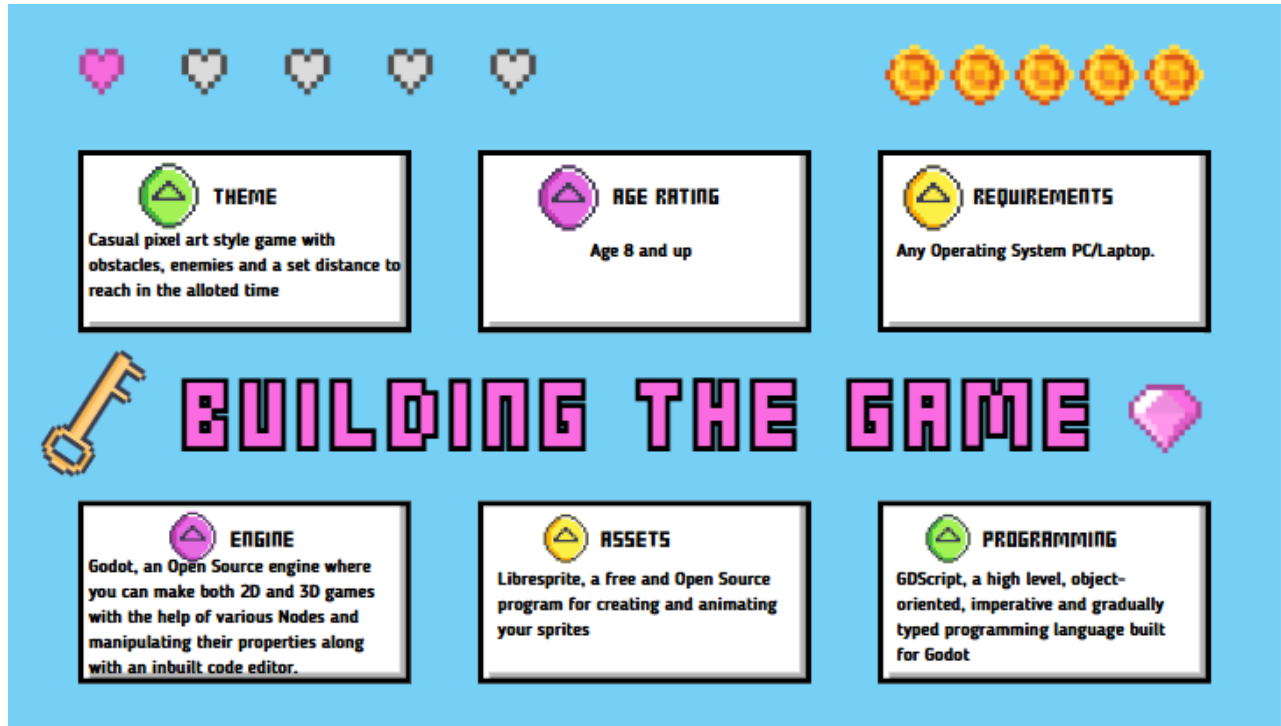 THEME
Casual pixel art style game with
obstacles, enemies and a set distance to
reach in the alloted time
AGE RATING
Age 8 and up
REQUIREMENTS
Any Operating System PC/Laptop.
BUILDING THE GAME
ENGINE
Godot, an Open Source engine where
you can make both 2D and 3D games
with the help of various Nodes and
manipulating their properties along
with an inbuilt code editor.
ASSETS
Libresprite, a free and Open Source
program for creating and animating
your sprites
PROGRAMMING
GDScript, a high level, object-
oriented, imperative and gradually
typed programming language built
for Godot